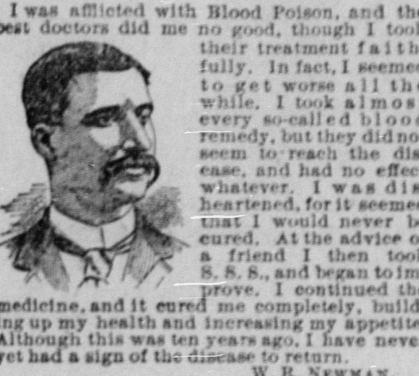 I was afflicted with Blood Poison, and the
best doctors did me no good, though I took
their treatment faith
fully. In fact, I seemed
to get worse all the
while. I took almos
every so-called blood
remedy, but they did no
seem to reach the dis
ease, and had no effec
whatever. I was dis
heartened, for it seemed
that I would never be
cured. At the advice o
a friend I then took
S. S. S., and began to im
prove. I continued the
medicine, and it cured me completely, build
ing up my health and increasing my appetite
Although this was ten years ago, I have never
yet had a sign of the disease to return.
W. R. NEWMAN.